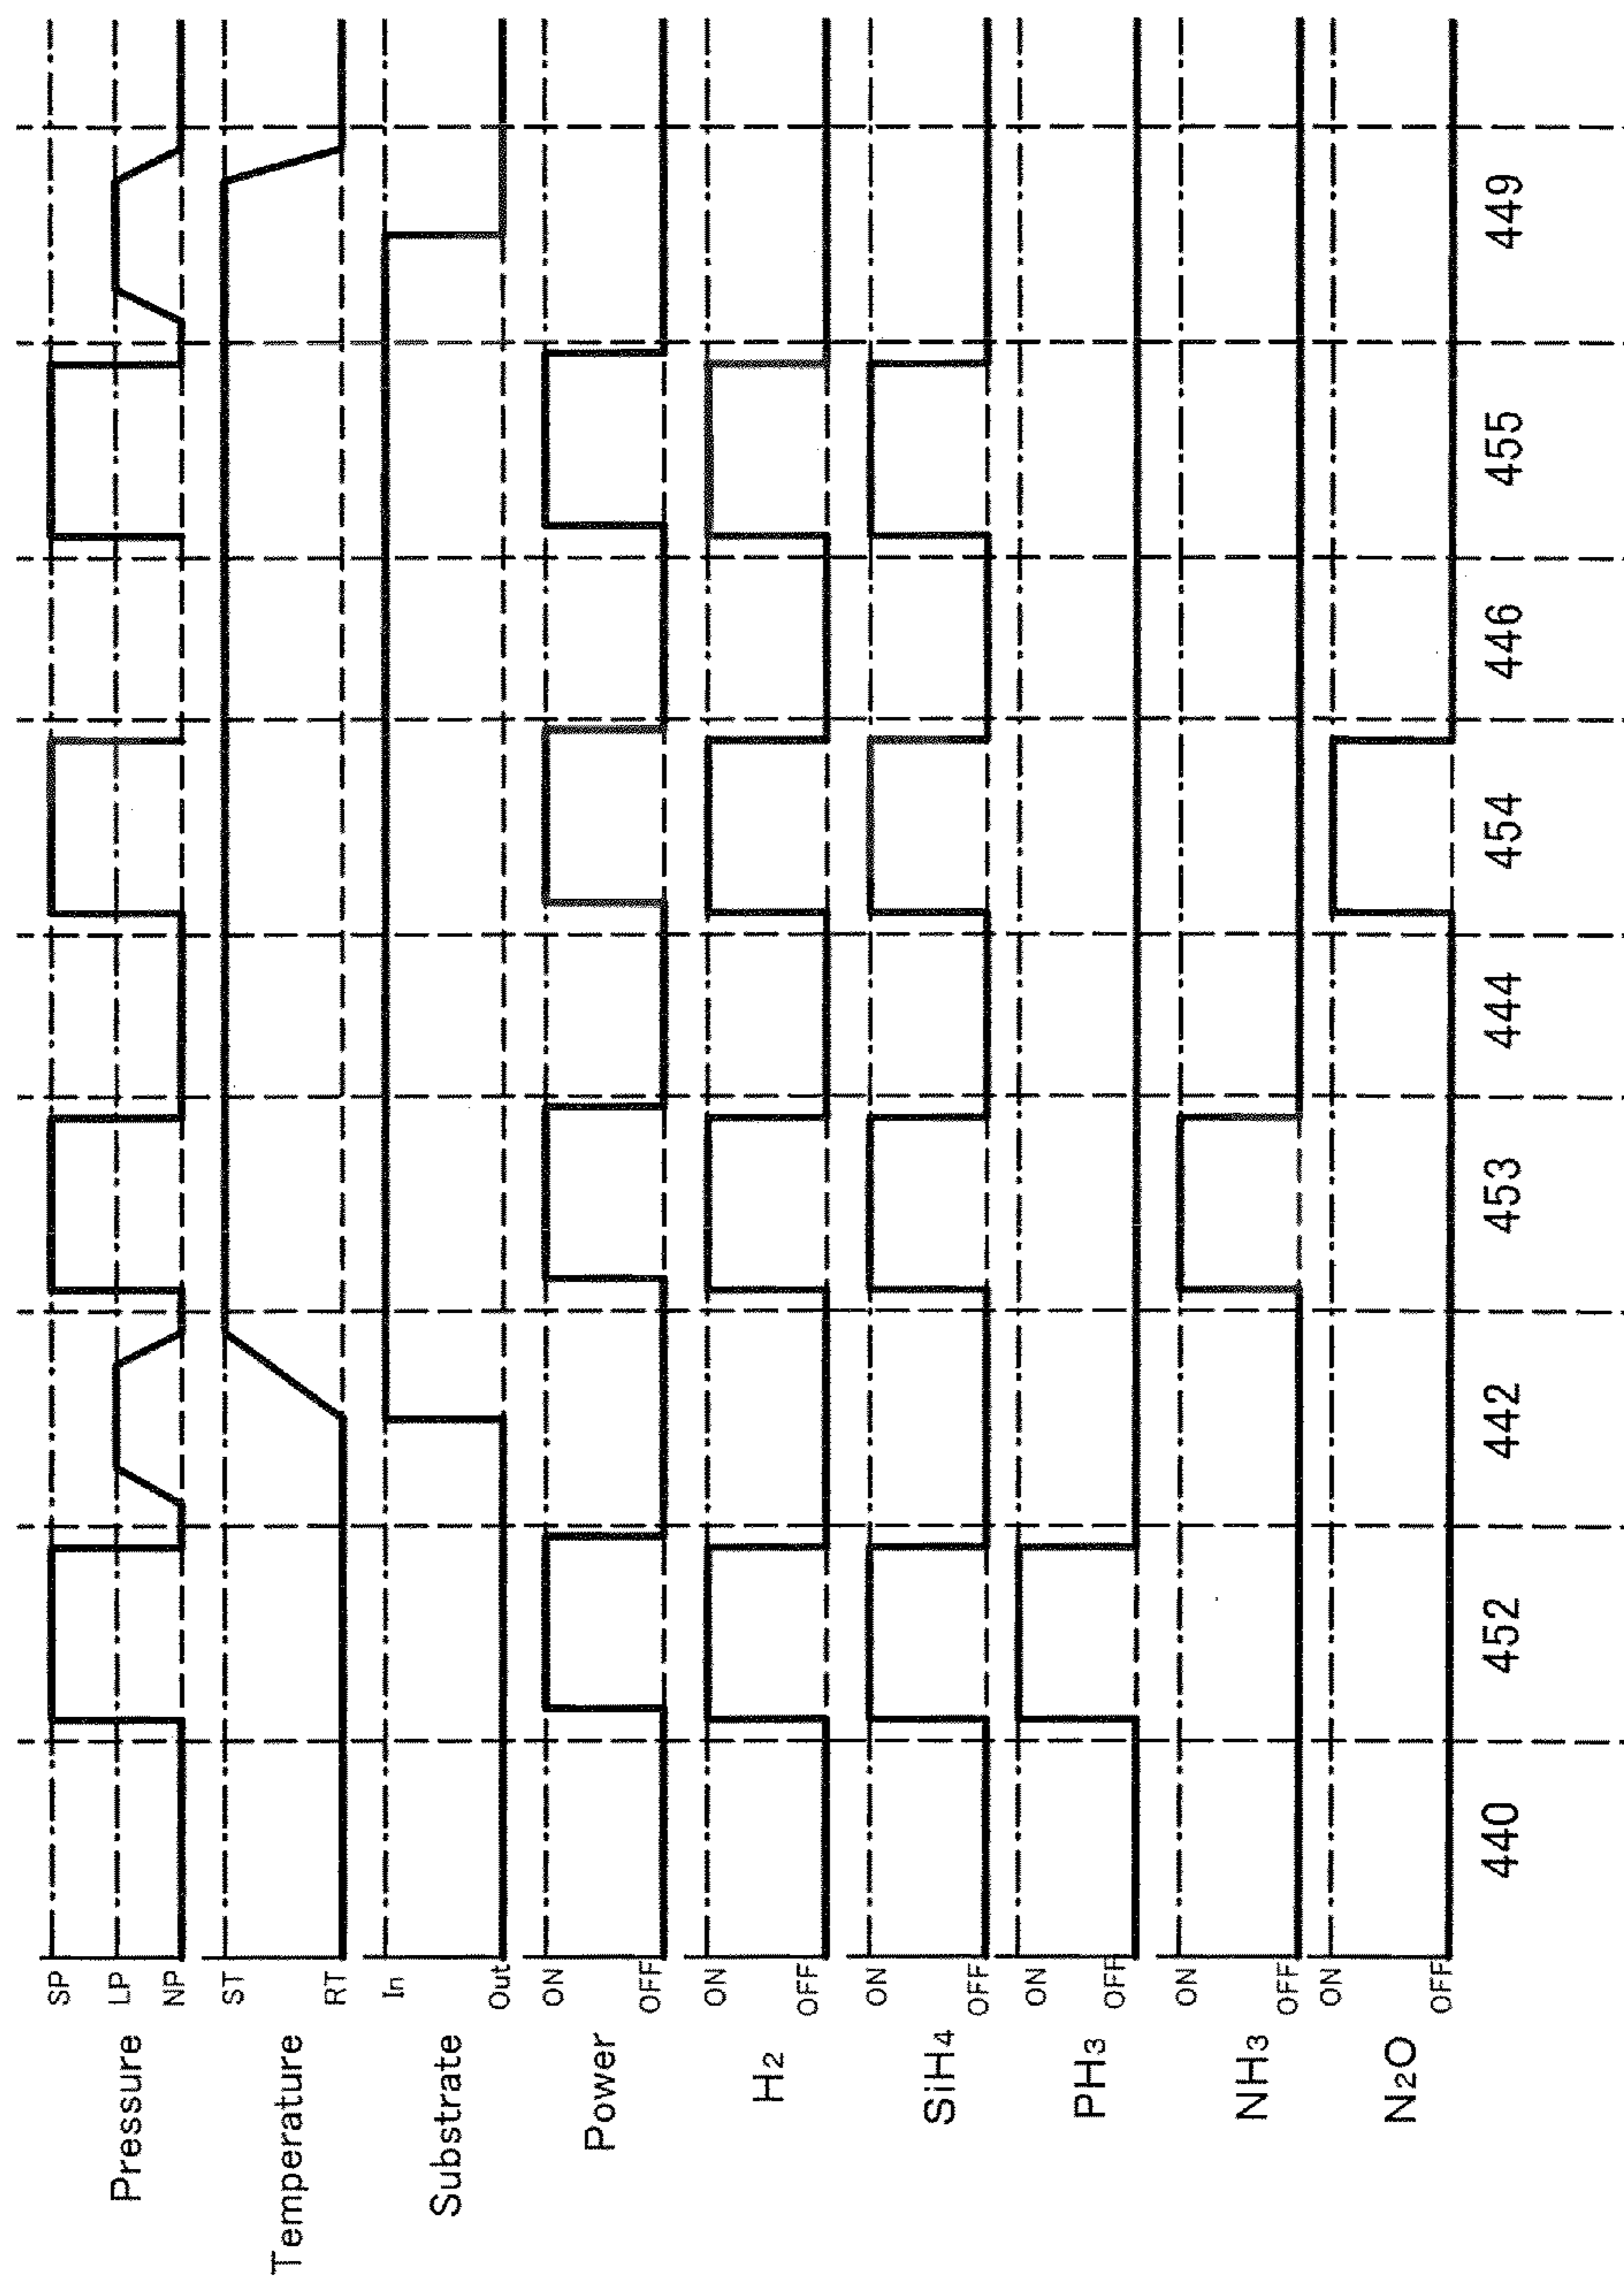 Pressure
SP
LP
NP
Temperature
ST
RT
Substrate
In
Out
Power
ON
OFF
H2
ON
OFF
SiH4
ON
OFF
PH3
ON
OFF
NH3
ON
OFF
N2O
ON
OFF
440 452 442 453 444 454 446 455 449